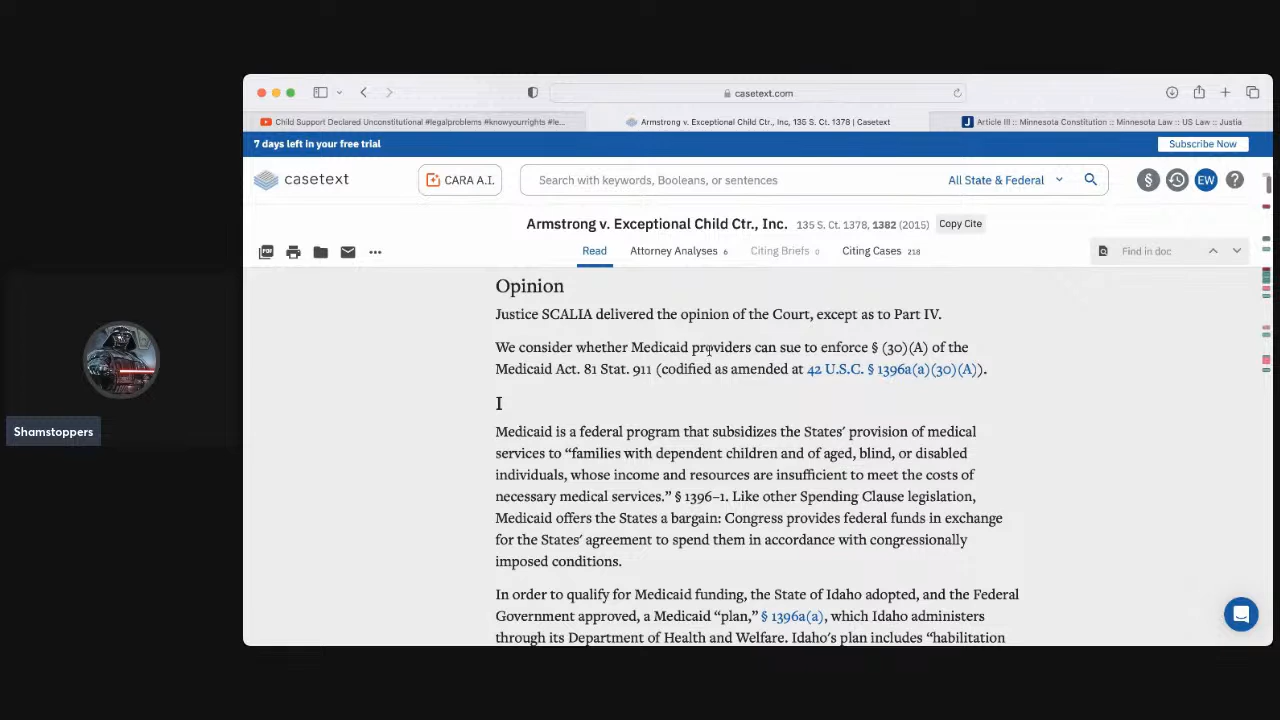 casetext.com
Child Support Declared Unconstitutional #legalproblems #knowyourrights #le...
Armstrong v. Exceptional Child Ctr., Inc, 135 S. Ct. 1378 | Casetext
Article III :: Minnesota Constitution :: Minnesota Law :: US Law :: Justia
7 days left in your free trial
Subscribe Now
casetext
CARA A.I.
Search with keywords, Booleans, or sentences
All State & Federal
§
EW
?
Armstrong v. Exceptional Child Ctr., Inc. 135 S. Ct. 1378, 1382 (2015)
Copy Cite
PDF
Read
Attorney Analyses 6
Citing Briefs 0
Citing Cases 218
Find in doc
Opinion
Justice SCALIA delivered the opinion of the Court, except as to Part IV.
We consider whether Medicaid providers can sue to enforce § (30)(A) of the
Medicaid Act. 81 Stat. 911 (codified as amended at 42 U.S.C. § 1396a(a)(30)(A)).
I
Medicaid is a federal program that subsidizes the States' provision of medical
services to “families with dependent children and of aged, blind, or disabled
individuals, whose income and resources are insufficient to meet the costs of
necessary medical services.” § 1396–1. Like other Spending Clause legislation,
Medicaid offers the States a bargain: Congress provides federal funds in exchange
for the States' agreement to spend them in accordance with congressionally
imposed conditions.
In order to qualify for Medicaid funding, the State of Idaho adopted, and the Federal
Government approved, a Medicaid “plan,” § 1396a(a), which Idaho administers
through its Department of Health and Welfare. Idaho's plan includes “habilitation
Shamstoppers